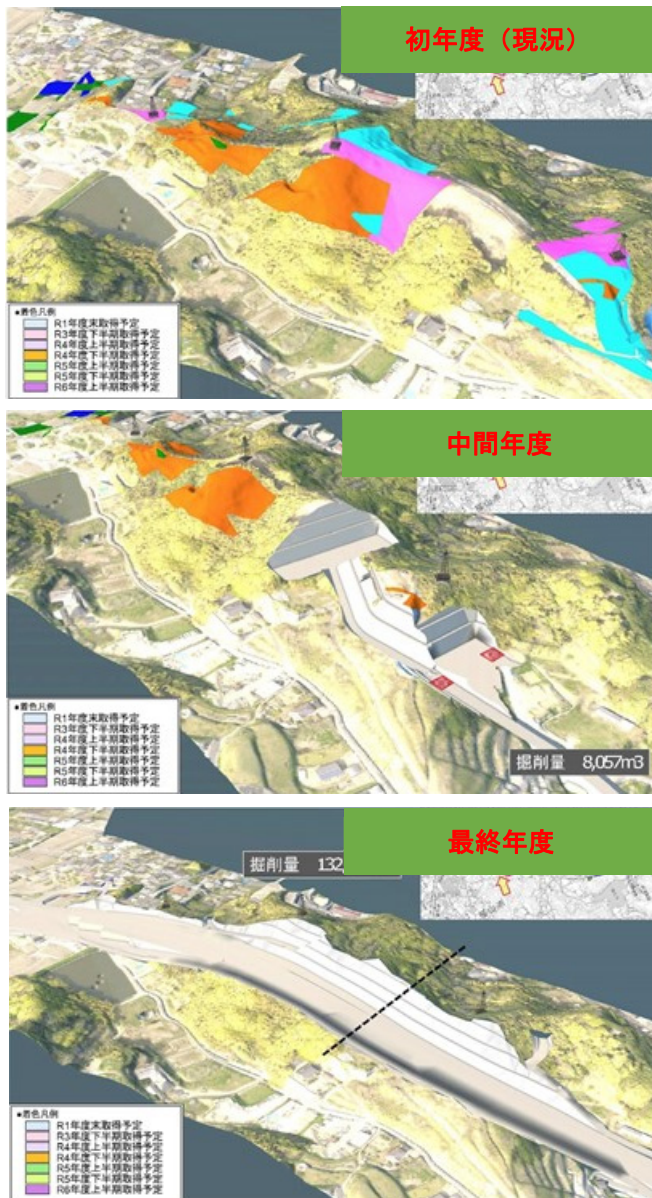 初年度（現況）
●着色凡例
R1年度末取得予定
R3年度下半期取得予定
R4年度上半期取得予定
R4年度下半期取得予定
R5年度上半期取得予定
R5年度下半期取得予定
R6年度上半期取得予定
中間年度
●着色凡例
R1年度末取得予定
R3年度下半期取得予定
R4年度上半期取得予定
R4年度下半期取得予定
R5年度上半期取得予定
R5年度下半期取得予定
R6年度上半期取得予定
掘削量 8,057m3
最終年度
掘削量 132,
●着色凡例
R1年度末取得予定
R3年度下半期取得予定
R4年度上半期取得予定
R4年度下半期取得予定
R5年度上半期取得予定
R5年度下半期取得予定
R6年度上半期取得予定